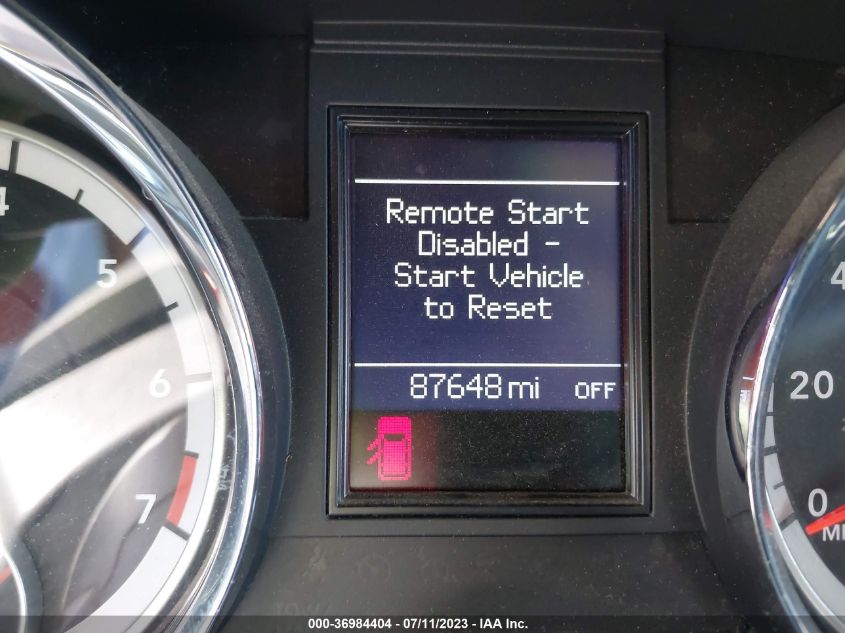 Remote Start
Disabled -
Start Vehicle
to Reset
87648 mi OFF
4
5
6
7
4
20
0
000-36984404 - 07/11/2023 - IAA Inc.